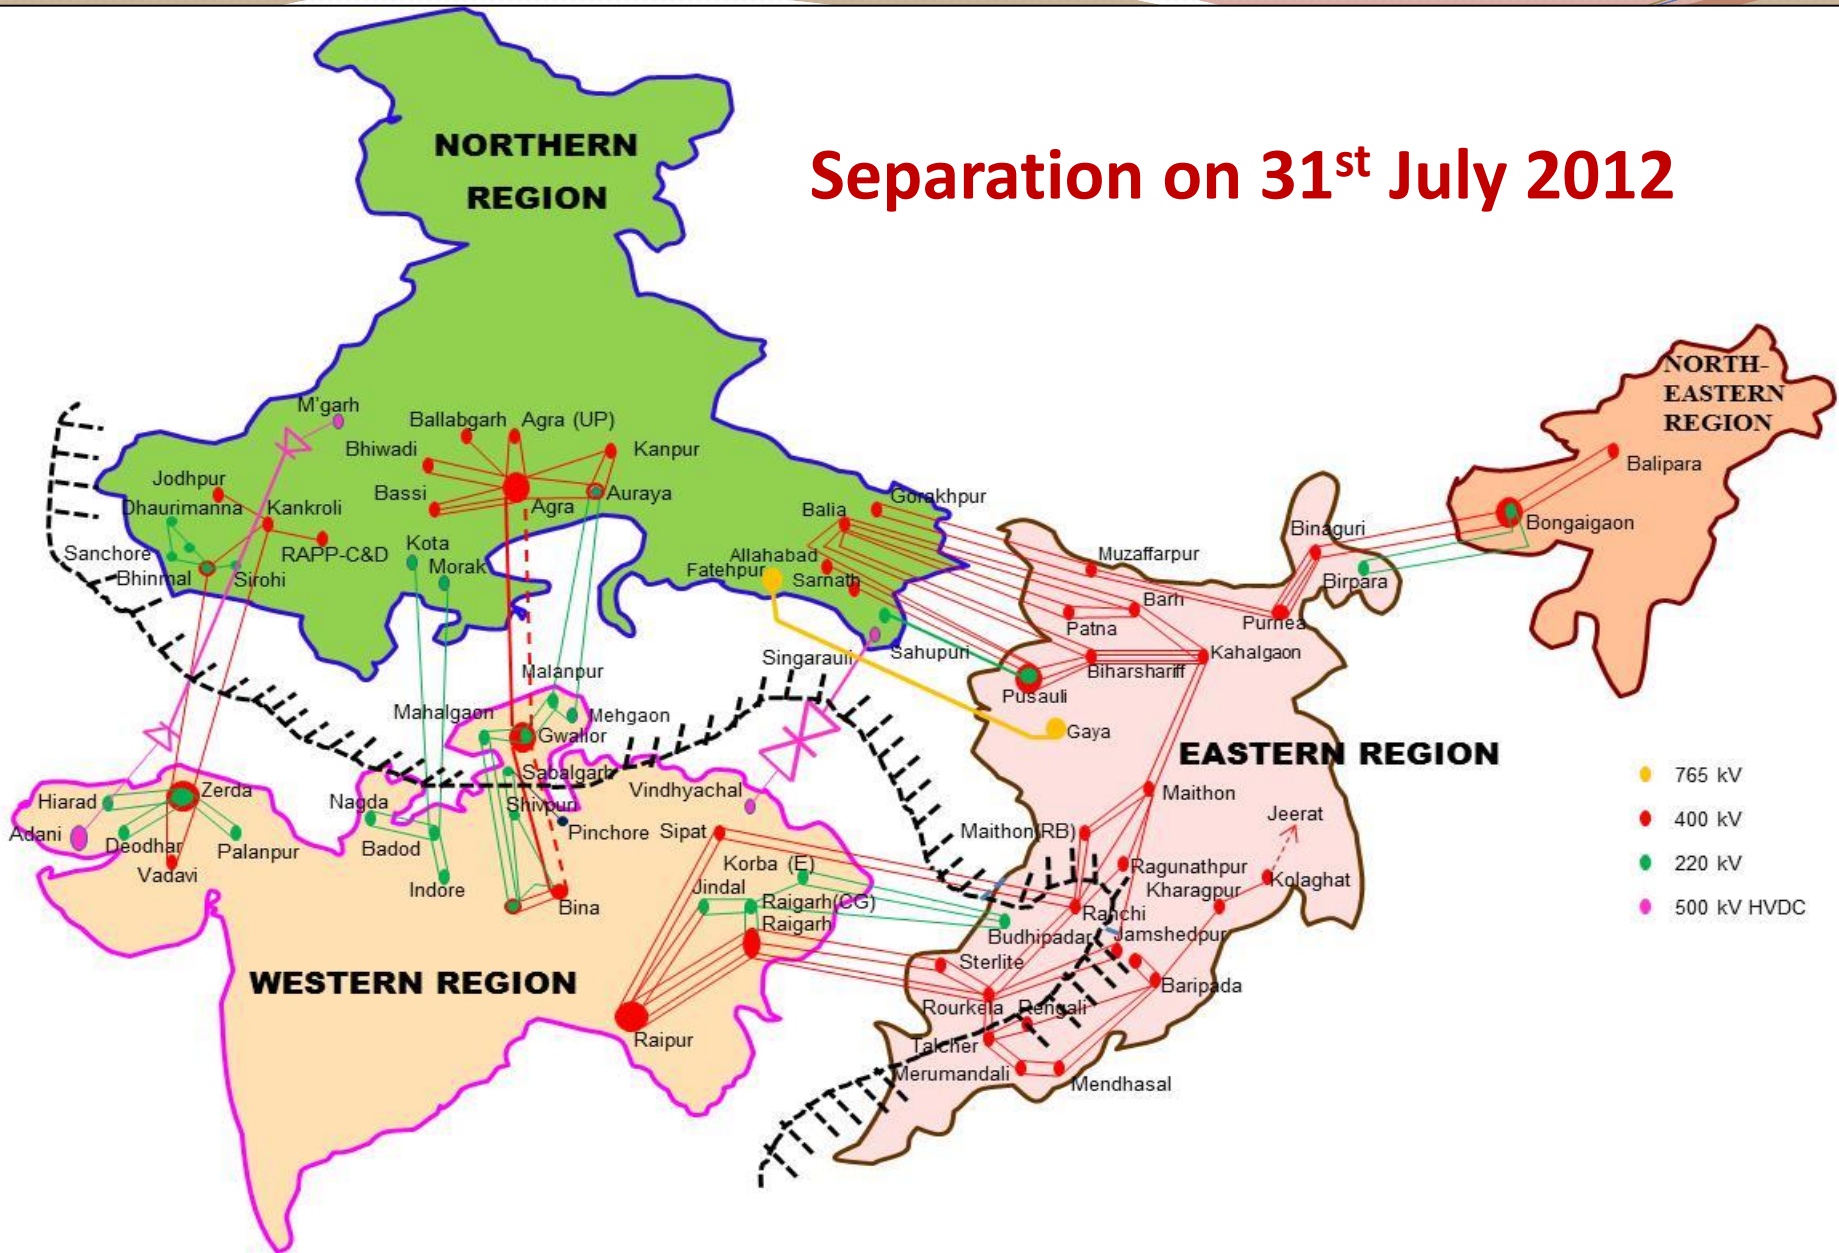 Separation on 31st July 2012
NORTHERN
REGION
NORTH-
EASTERN
REGION
M'garh
Ballabgarh
Agra (UP)
Bhiwadi
Kanpur
Balipara
Jodhpur
Bassi
Auraya
Dhaurimanna
Kankroli
Agra
Balia
Gorakhpur
Binaguri
Bongaigaon
Sanchore
RAPP-C&D
Kota
Allahabad
Muzaffarpur
Bhinmal
Sirohi
Morak
Fatehpur
Sarnath
Birpara
Barh
Patna
Purnea
Singarauli
Sahupuri
Biharshariff
Kahalgaon
Malanpur
Pusauli
Mahalgaon
Mehgaon
Gwalior
Gaya
EASTERN REGION
Sabalgarh
765 kV
Hiarad
Zerda
Nagda
Shivpuri
Vindhyachal
Maithon
Adani
Deodhar
Palanpur
Badod
Pinchore
Sipat
Maithon(RB)
Jeerat
400 kV
Vadavi
Indore
Korba (E)
Ragunathpur
220 kV
Jindal
Kharagpur
Kolaghat
Bina
Raigarh(CG)
Ranchi
500 kV HVDC
Raigarh
Budhipadar
Jamshedpur
WESTERN REGION
Sterlite
Baripada
Rourkela
Rengali
Raipur
Talcher
Merumandali
Mendhasal